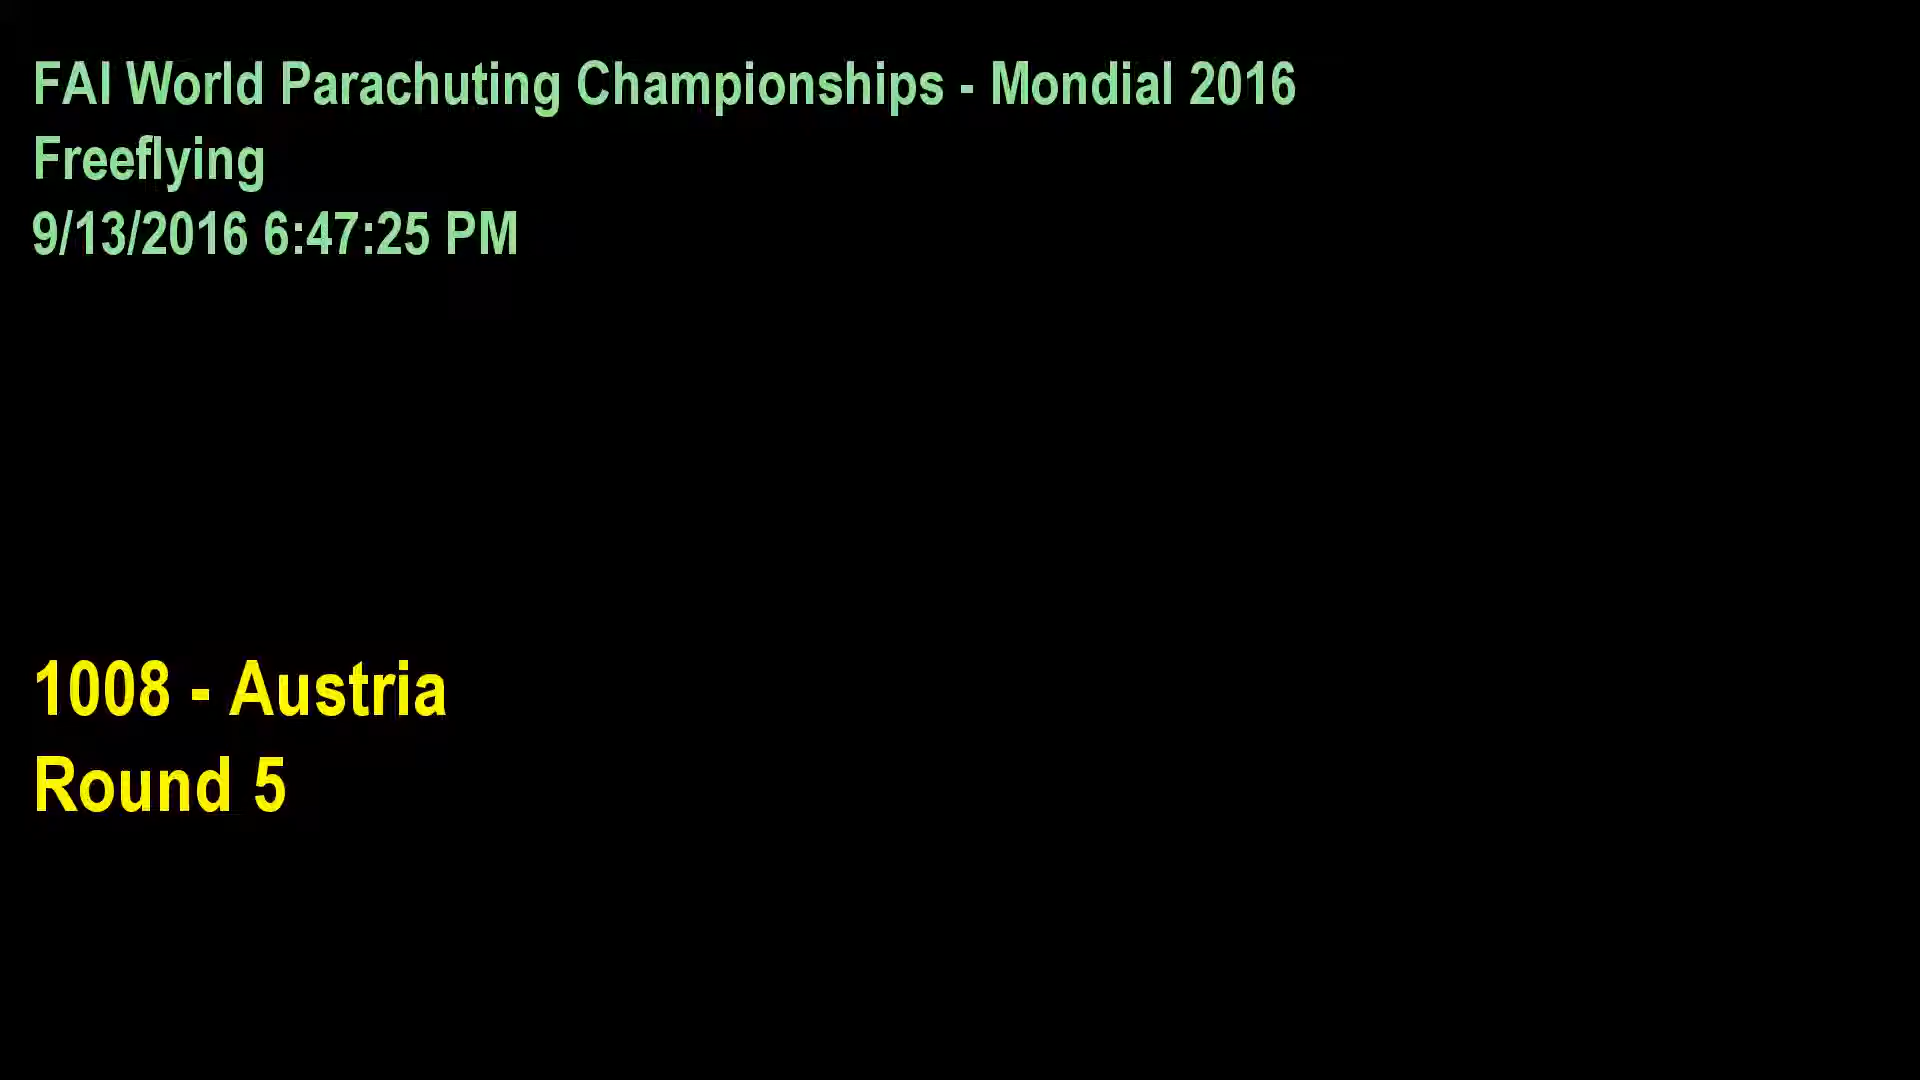 FAI World Parachuting Championships - Mondial 2016
Freeflying
9/13/2016 6:47:25 PM
1008 - Austria
Round 5